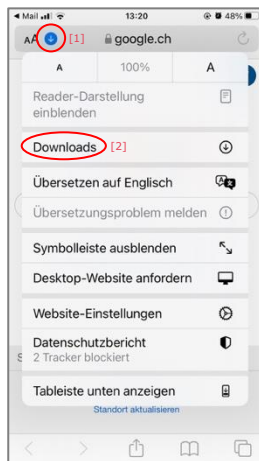 Mail 13:20 48%
AA [1] google.ch
A 100% A
Reader-Darstellung
einblenden
Downloads [2]
Übersetzen auf Englisch
Übersetzungsproblem melden
Symbolleiste ausblenden
Desktop-Website anfordern
Website-Einstellungen
Datenschutzbericht
2 Tracker blockiert
Tableiste unten anzeigen
Standort aktualisieren